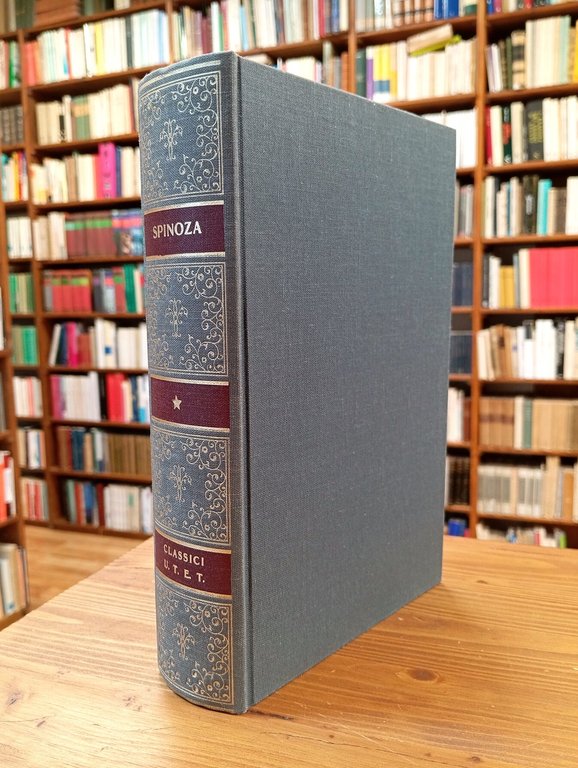 SPINOZA
CLASSICI
U. T. E. T.